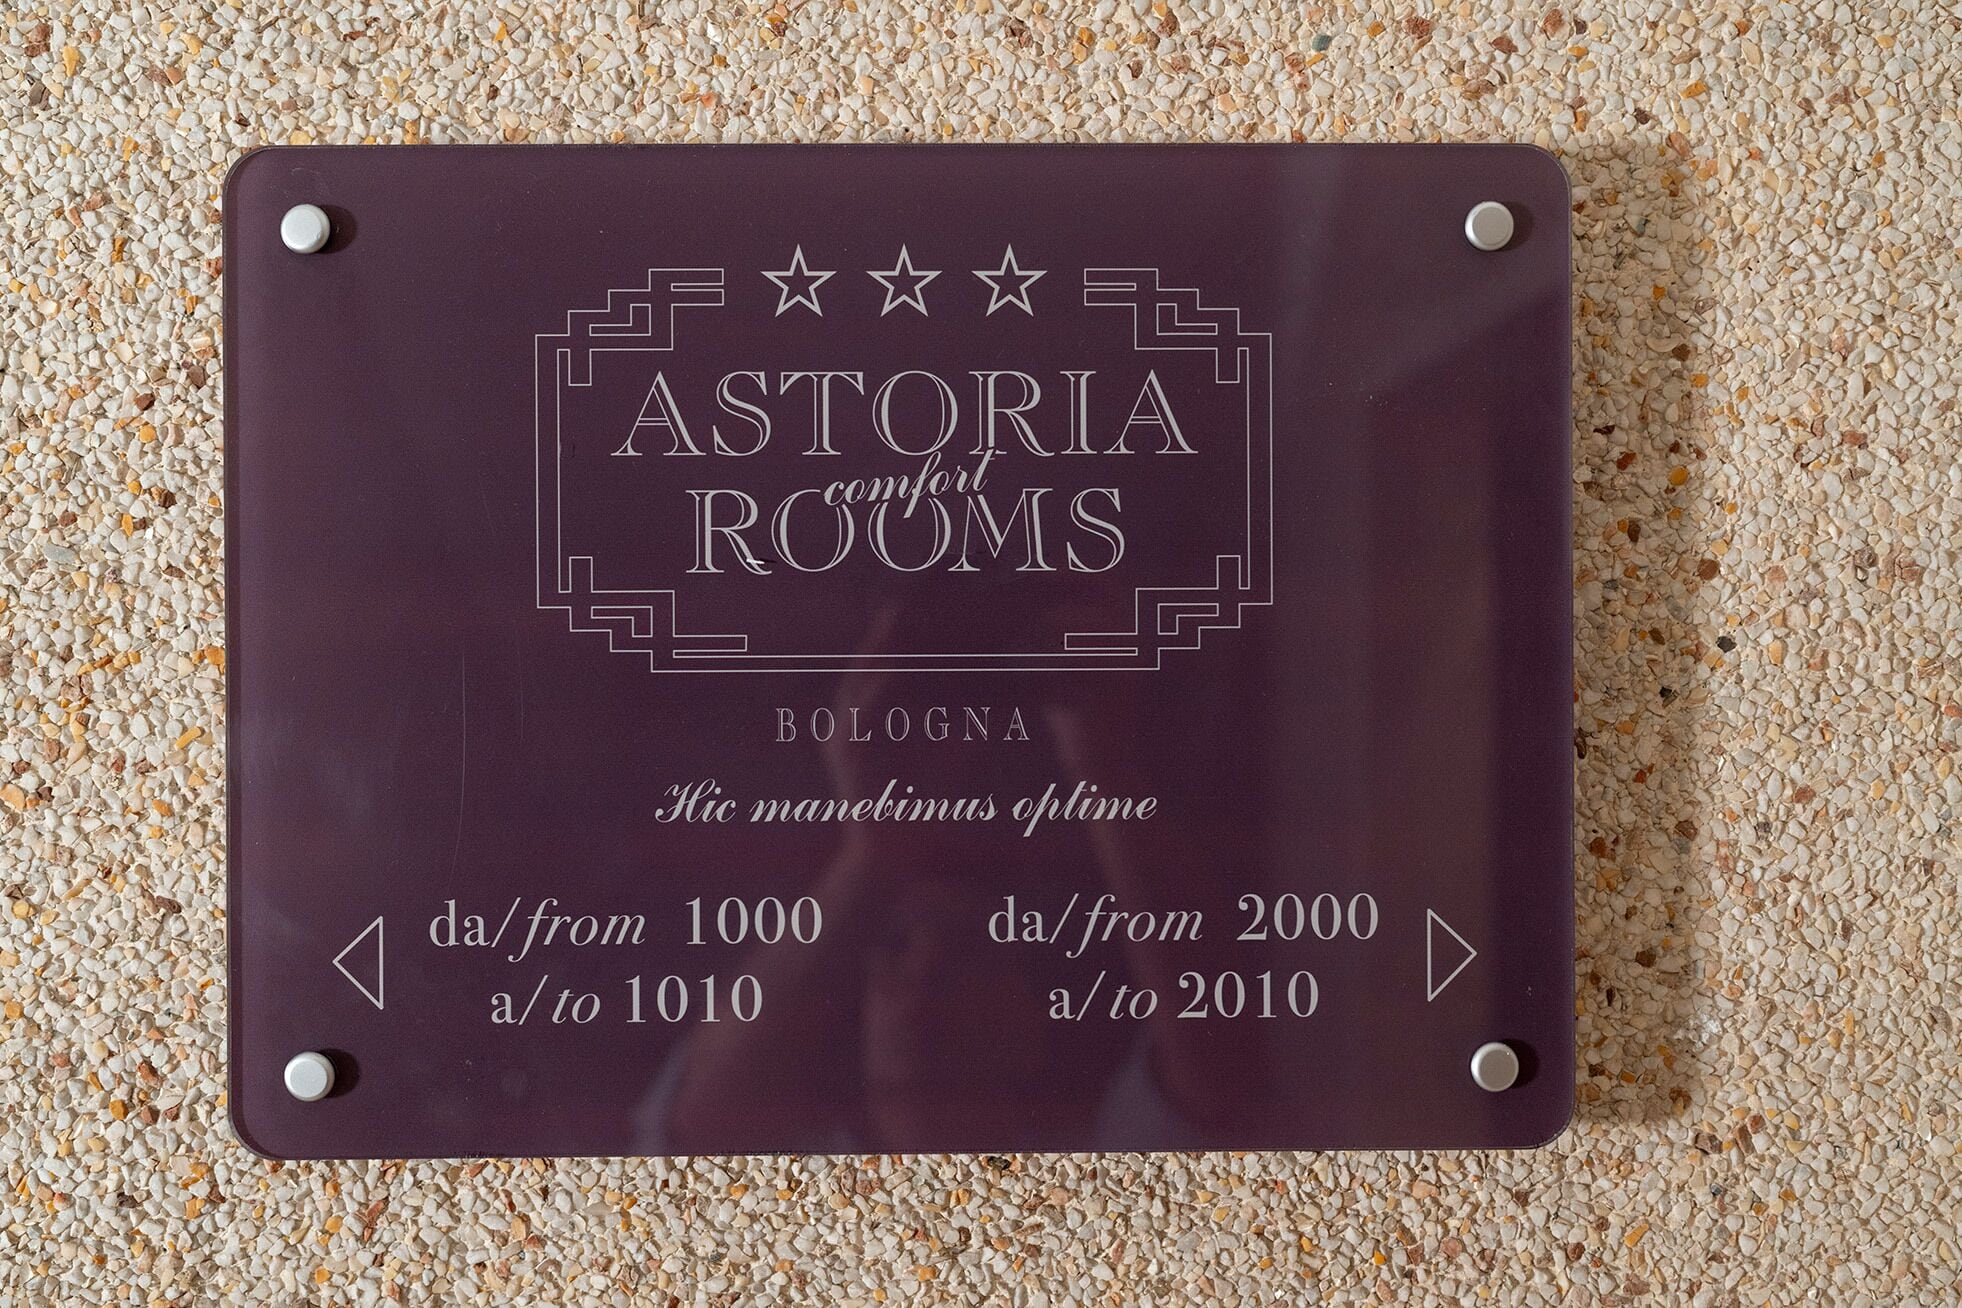 ASTORIA
comfort
ROOMS
BOLOGNA
Hic manebimus optime
da/from 1000
a/to 1010
da/from 2000
a/to 2010